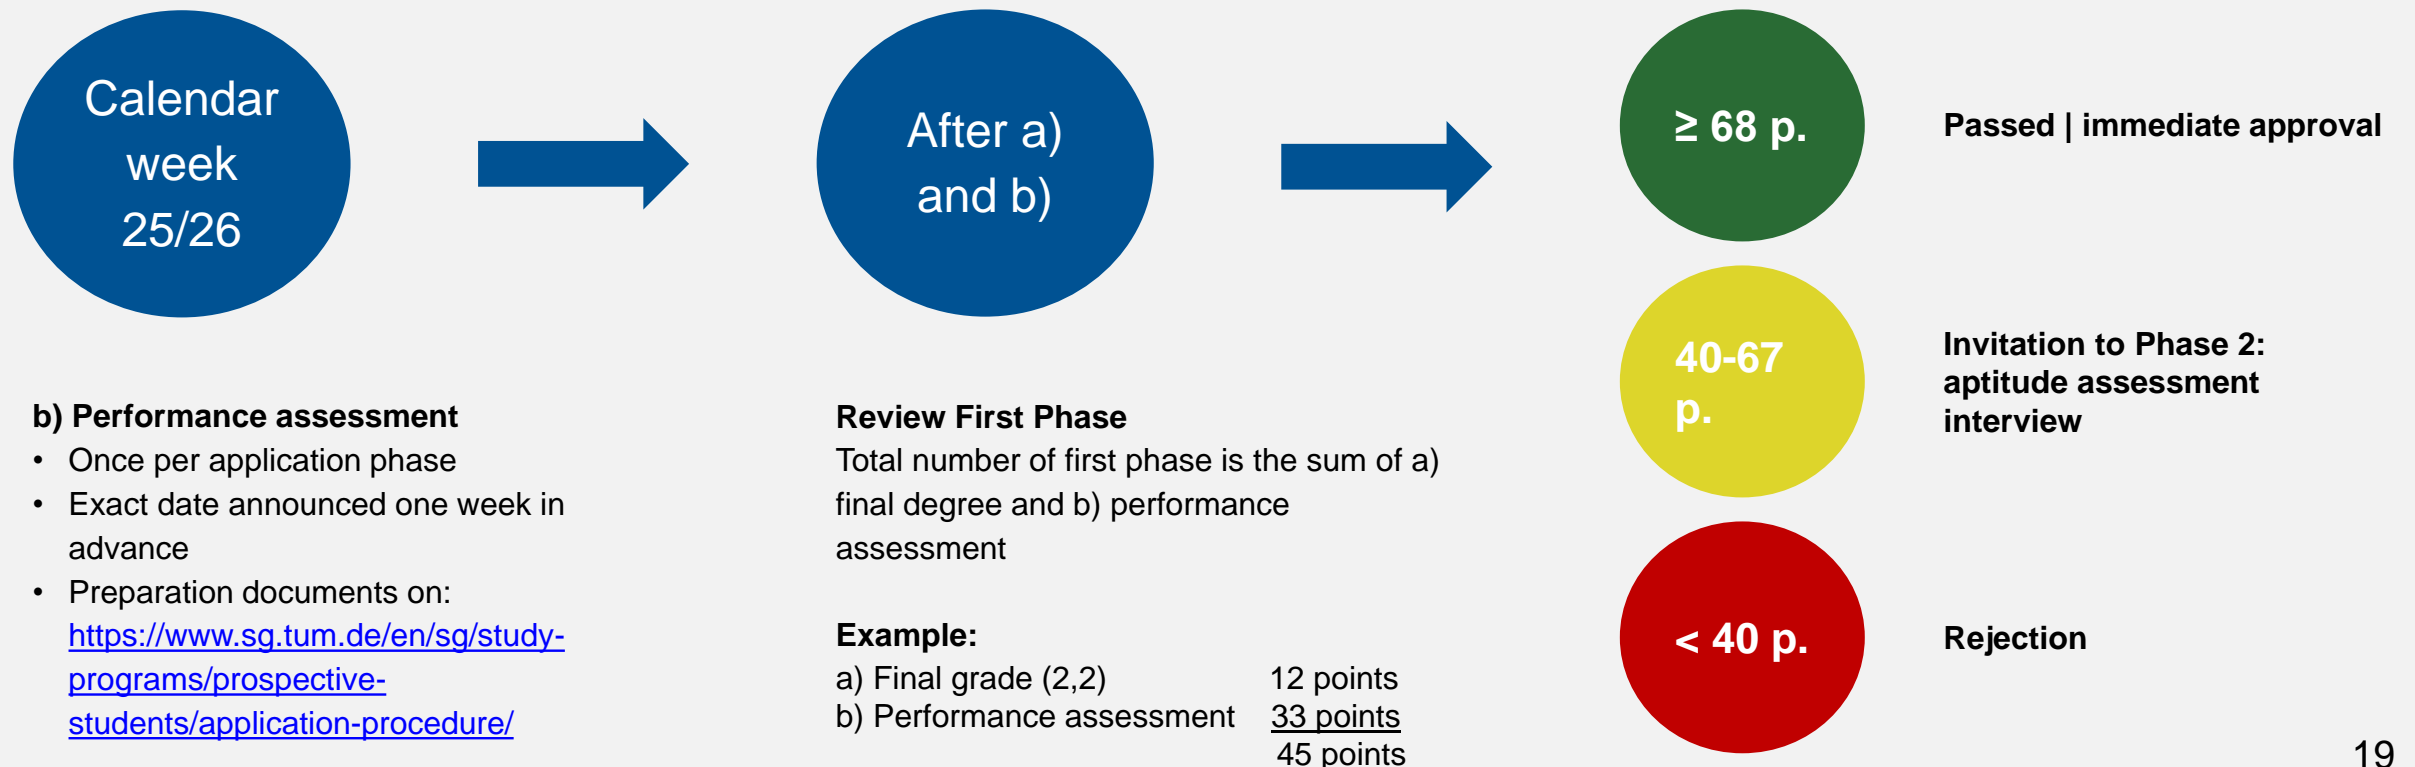 Calendar
week
25/26
After a)
and b)
≥ 68 p.
Passed | immediate approval
40-67
p.
Invitation to Phase 2:
aptitude assessment
interview
< 40 p.
Rejection
b) Performance assessment
• Once per application phase
• Exact date announced one week in
advance
• Preparation documents on:
https://www.sg.tum.de/en/sg/study-
programs/prospective-
students/application-procedure/
Review First Phase
Total number of first phase is the sum of a)
final degree and b) performance
assessment
Example:
a) Final grade (2,2) 12 points
b) Performance assessment 33 points
45 points
19